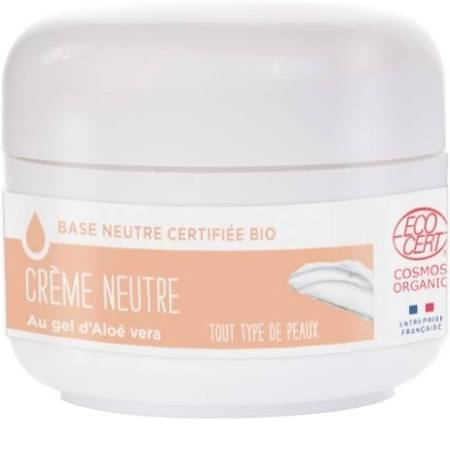 BASE NEUTRE CERTIFIÉE BIO
CRÈME NEUTRE
Au gel d'Aloé vera
TOUT TYPE DE PEAUX
ECO
CERT
COSMOS
ORGANIC
ENTREPRISE
FRANÇAISE